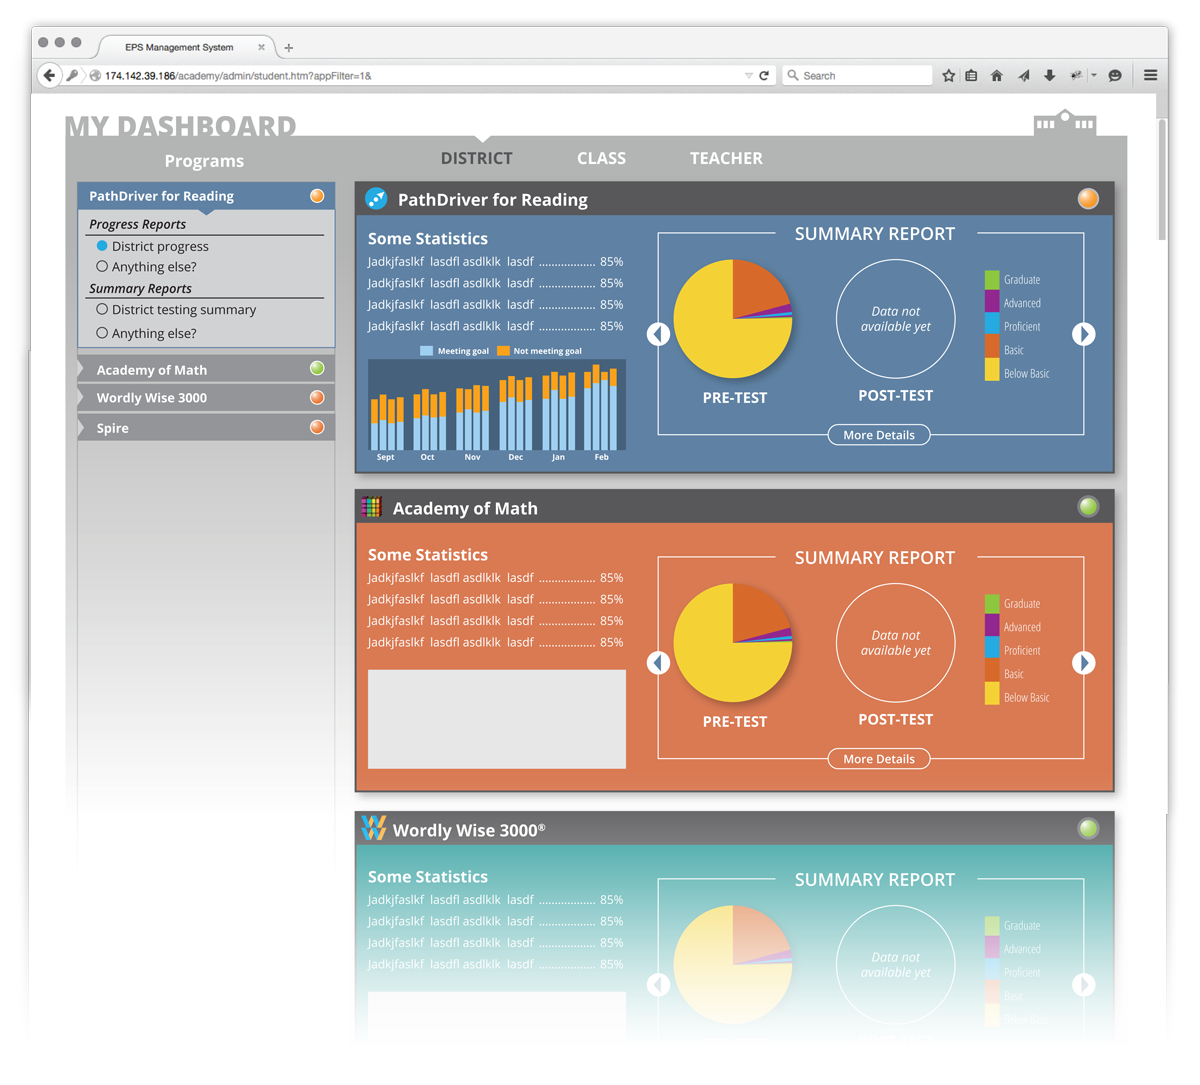 EPS Management System
174.142.39.186/academy/admin/student.htm?appFilter=1&
Search
MY DASHBOARD
Programs
DISTRICT CLASS TEACHER
PathDriver for Reading
Progress Reports
District progress
Anything else?
Summary Reports
District testing summary
Anything else?
Academy of Math
Wordly Wise 3000
Spire
PathDriver for Reading
Some Statistics
Jadkjfaslkf lasdfl asdlklk lasdf ................. 85%
Jadkjfaslkf lasdfl asdlklk lasdf ................. 85%
Jadkjfaslkf lasdfl asdlklk lasdf ................. 85%
Jadkjfaslkf lasdfl asdlklk lasdf ................. 85%
Meeting goal Not meeting goal
Sept Oct Nov Dec Jan Feb
SUMMARY REPORT
PRE-TEST
Data not
available yet
POST-TEST
Graduate
Advanced
Proficient
Basic
Below Basic
More Details
Academy of Math
Some Statistics
Jadkjfaslkf lasdfl asdlklk lasdf ................. 85%
Jadkjfaslkf lasdfl asdlklk lasdf ................. 85%
Jadkjfaslkf lasdfl asdlklk lasdf ................. 85%
Jadkjfaslkf lasdfl asdlklk lasdf ................. 85%
SUMMARY REPORT
PRE-TEST
Data not
available yet
POST-TEST
Graduate
Advanced
Proficient
Basic
Below Basic
More Details
Wordly Wise 3000®
Some Statistics
Jadkjfaslkf lasdfl asdlklk lasdf ................. 85%
Jadkjfaslkf lasdfl asdlklk lasdf ................. 85%
Jadkjfaslkf lasdfl asdlklk lasdf ................. 85%
Jadkjfaslkf lasdfl asdlklk lasdf ................. 85%
SUMMARY REPORT
Data not
available yet
Graduate
Advanced
Proficient
Basic